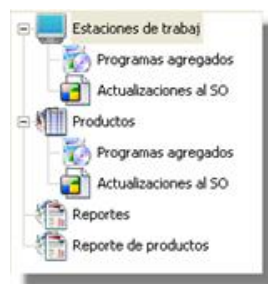 Estaciones de trabaj
Programas agregados
Actualizaciones al SO
Productos
Programas agregados
Actualizaciones al SO
Reportes
Reporte de productos